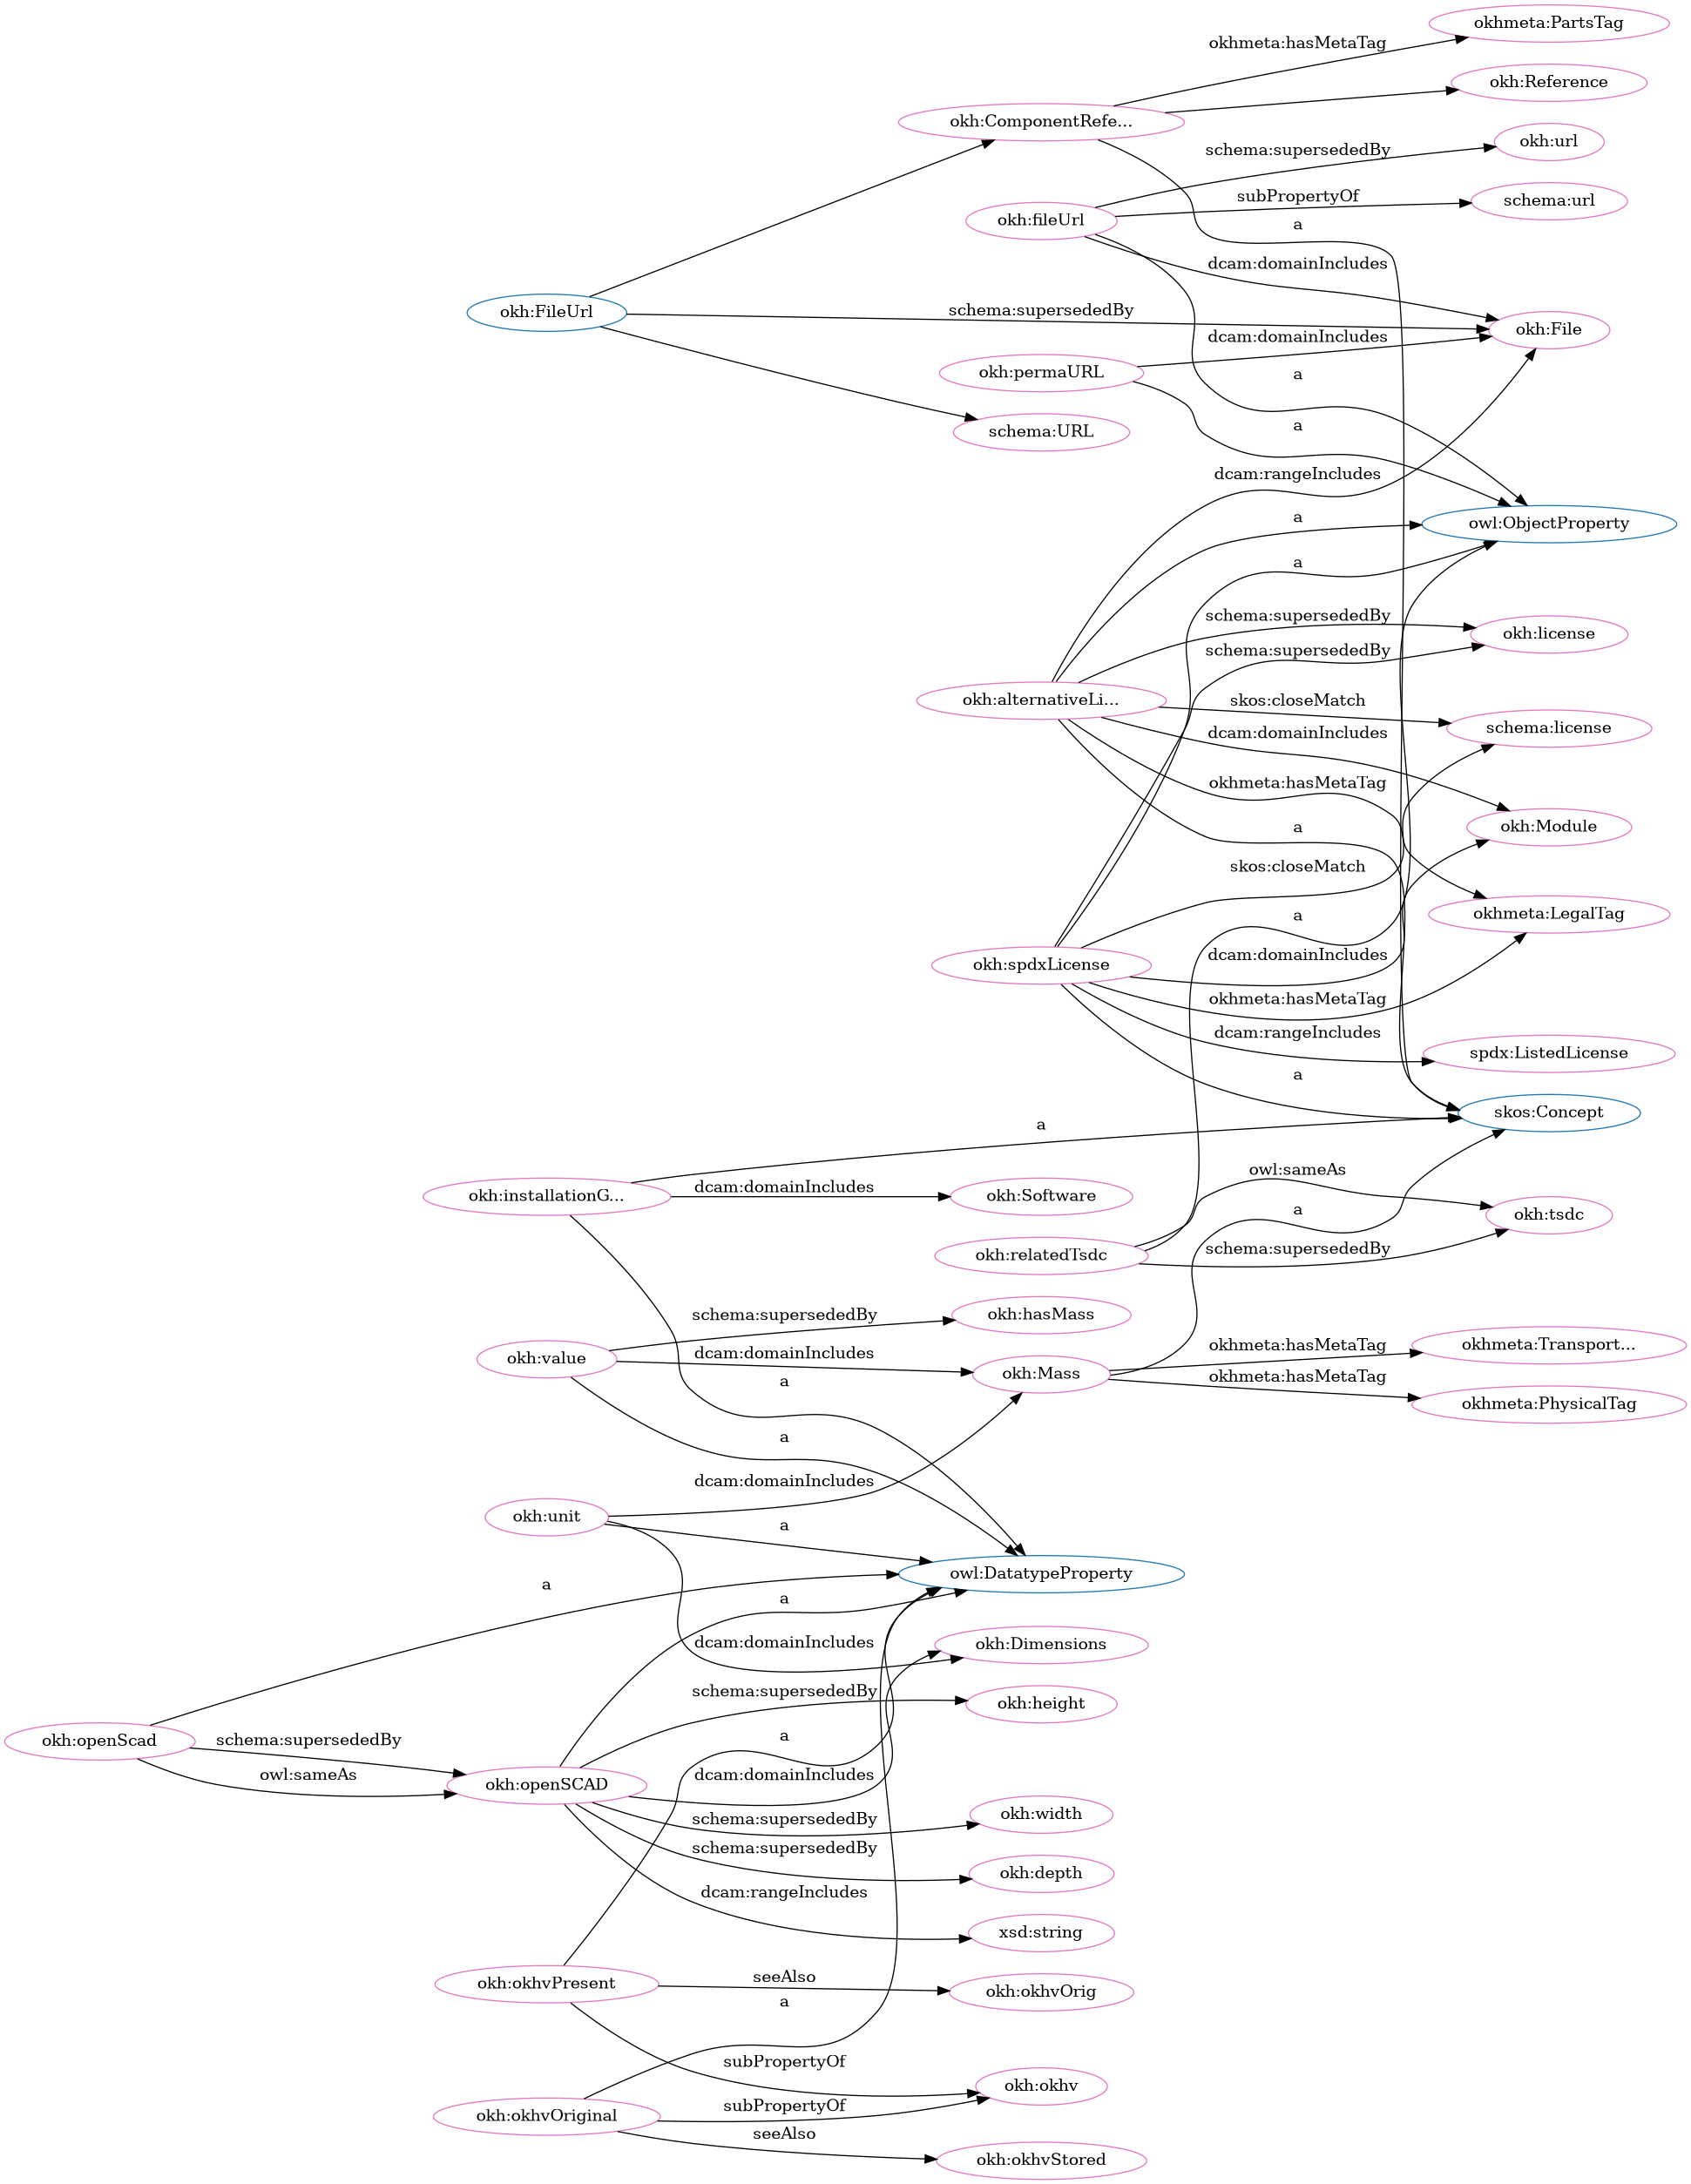 okhmeta:PartsTag
okhmeta:hasMetaTag
okh:Reference
okh:ComponentRefe...
okh:url
schema:supersededBy
subPropertyOf
schema:url
okh:fileUrl
a
dcam:domainIncludes
okh:FileUrl
schema:supersededBy
okh:File
dcam:domainIncludes
okh:permaURL
a
a
schema:URL
dcam:rangeIncludes
a
owl:ObjectProperty
a
schema:supersededBy
okh:license
schema:supersededBy
okh:alternativeLi...
skos:closeMatch
schema:license
dcam:domainIncludes
okhmeta:hasMetaTag
a
okh:Module
skos:closeMatch
a
okhmeta:LegalTag
dcam:domainIncludes
okh:spdxLicense
okhmeta:hasMetaTag
dcam:rangeIncludes
spdx:ListedLicense
a
skos:Concept
a
owl:sameAs
okh:installationG...
dcam:domainIncludes
okh:Software
a
okh:tsdc
schema:supersededBy
okh:relatedTsdc
schema:supersededBy
okh:hasMass
okhmeta:hasMetaTag
okhmeta:Transport...
okh:value
dcam:domainIncludes
okh:Mass
okhmeta:hasMetaTag
a
okhmeta:PhysicalTag
a
dcam:domainIncludes
okh:unit
a
owl:DatatypeProperty
a
a
dcam:domainIncludes
okh:Dimensions
schema:supersededBy
okh:height
okh:openScad
schema:supersededBy
a
owl:sameAs
okh:openSCAD
dcam:domainIncludes
schema:supersededBy
okh:width
schema:supersededBy
okh:depth
dcam:rangeIncludes
xsd:string
okh:okhvPresent
seeAlso
okh:okhvOrig
a
subPropertyOf
okh:okhv
subPropertyOf
okh:okhvOriginal
seeAlso
okh:okhvStored